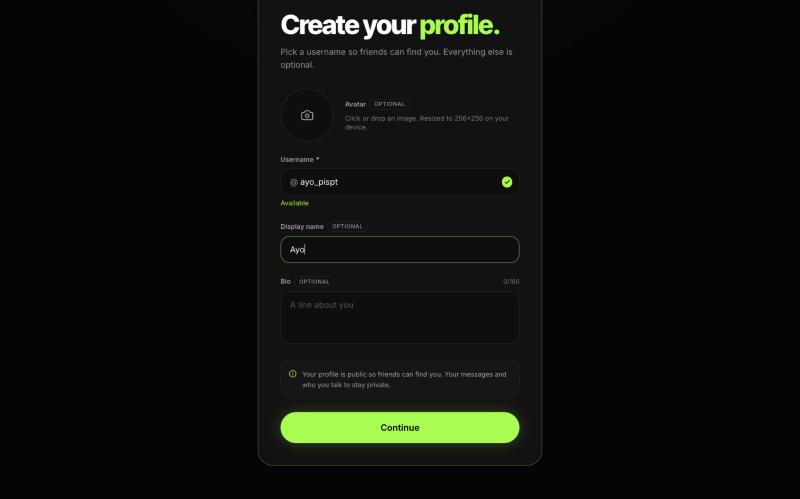 Create your profile.
Pick a username so friends can find you. Everything else is
optional.
Avatar OPTIONAL
Click or drop an image. Resized to 256×256 on your
device.
Username *
@ ayo_pispt
Available
Display name OPTIONAL
Ayo
Bio OPTIONAL 0/160
A line about you
Your profile is public so friends can find you. Your messages and
who you talk to stay private.
Continue